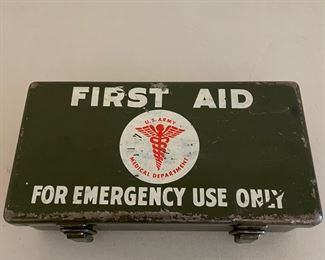 FIRST AID
U.S. ARMY
MEDICAL DEPARTMENT
FOR EMERGENCY USE ONLY